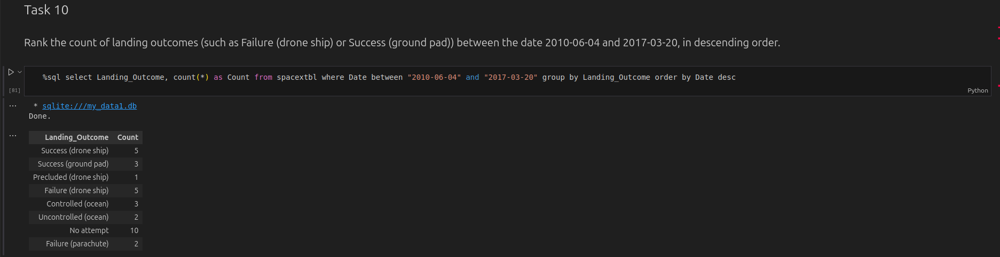 Task 10
Rank the count of landing outcomes (such as Failure (drone ship) or Success (ground pad)) between the date 2010-06-04 and 2017-03-20, in descending order.
%sql select Landing_Outcome, count(*) as Count from spacextbl where Date between "2010-06-04" and "2017-03-20" group by Landing_Outcome order by Date desc
[81]
Python
* sqlite:///my_data1.db
Done.
Landing_Outcome Count
Success (drone ship) 5
Success (ground pad) 3
Precluded (drone ship) 1
Failure (drone ship) 5
Controlled (ocean) 3
Uncontrolled (ocean) 2
No attempt 10
Failure (parachute) 2